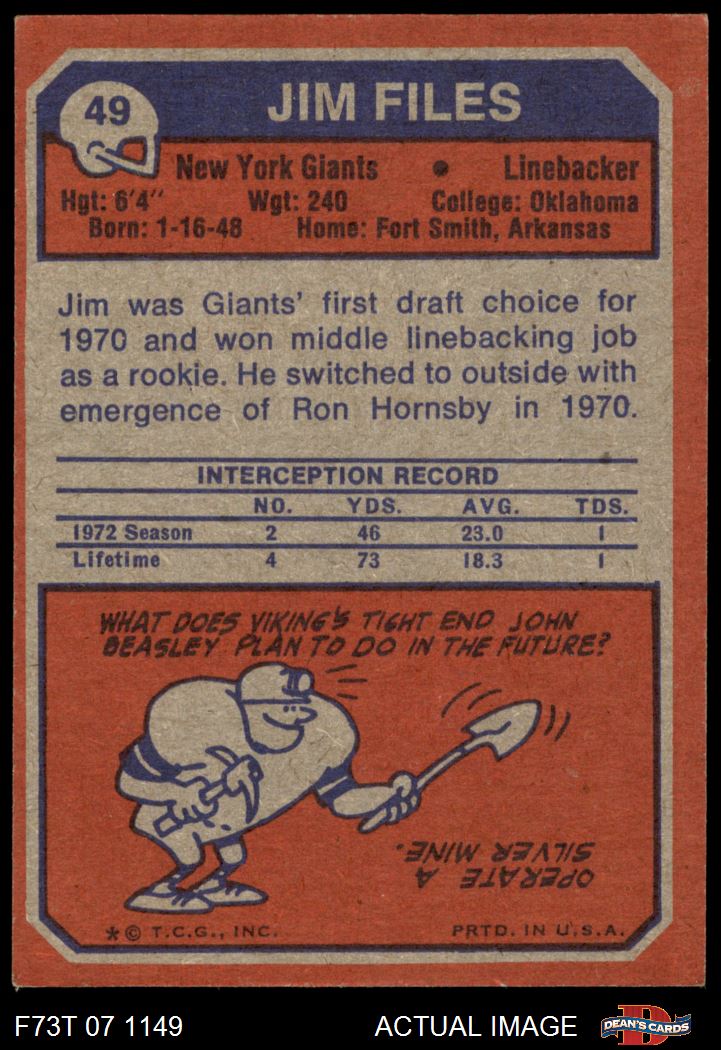 49
JIM FILES
New York Giants • Linebacker
Hgt: 6'4" Wgt: 240 College: Oklahoma
Born: 1-16-48 Home: Fort Smith, Arkansas
Jim was Giants' first draft choice for
1970 and won middle linebacking job
as a rookie. He switched to outside with
emergence of Ron Hornsby in 1970.
INTERCEPTION RECORD
NO. YDS. AVG. TDS.
1972 Season 2 46 23.0 1
Lifetime 4 73 18.3 1
WHAT DOES VIKING'S TIGHT END JOHN
BEASLEY PLAN TO DO IN THE FUTURE?
OPERATE A
SILVER MINE.
* © T.C.G., INC. PRTD. IN U.S.A.
F73T 07 1149 ACTUAL IMAGE D DEAN'S CARDS